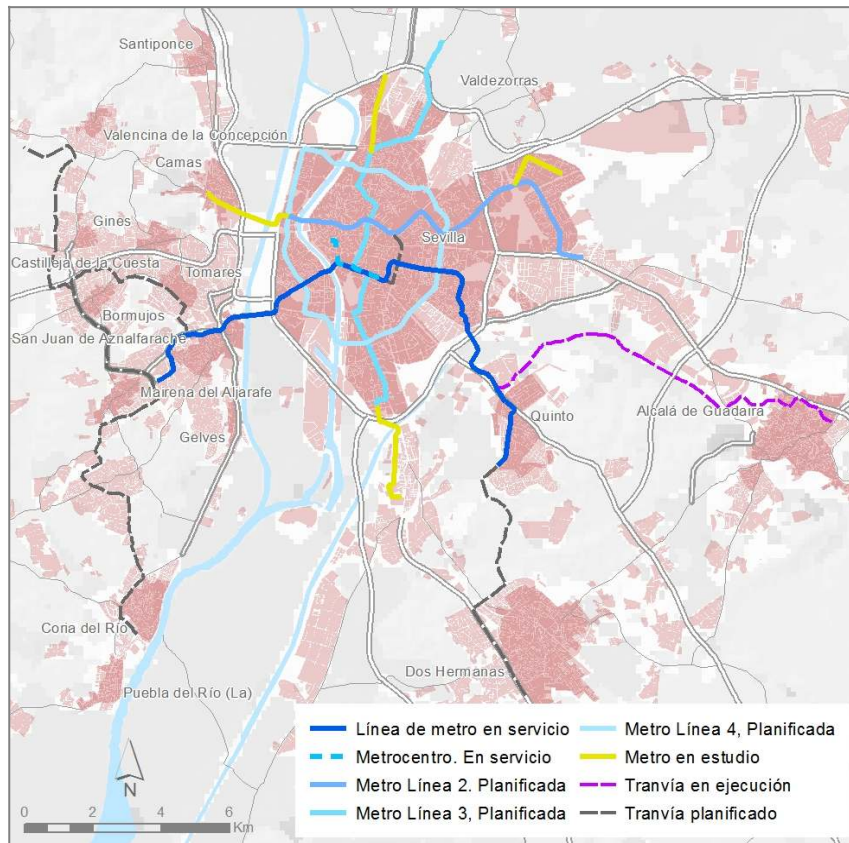 Santiponce
Valdezorras
Valencina de la Concepción
Camas
Gines
Sevilla
Castilleja de la Cuesta
Tomares
Bormujos
San Juan de Aznalfarache
Mairena del Aljarafe
Quinto
Alcalá de Guadaira
Gelves
Coria del Río
Dos Hermanas
Puebla del Río (La)
Línea de metro en servicio
Metrocentro. En servicio
Metro Línea 2. Planificada
Metro Línea 3, Planificada
Metro Línea 4, Planificada
Metro en estudio
Tranvía en ejecución
Tranvía planificado
N
0 2 4 6
Km